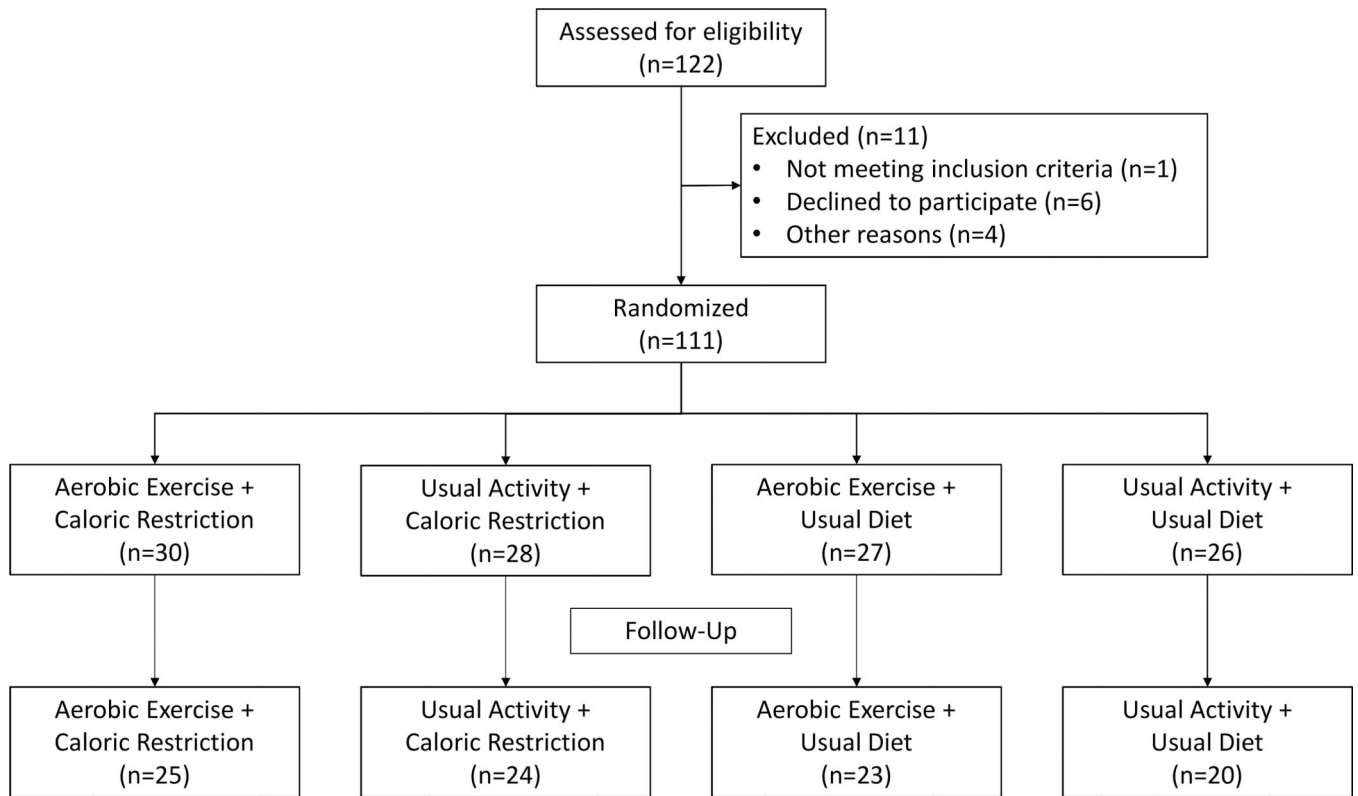 Assessed for eligibility
(n=122)
Excluded (n=11)
• Not meeting inclusion criteria (n=1)
• Declined to participate (n=6)
• Other reasons (n=4)
Randomized
(n=111)
Aerobic Exercise +
Caloric Restriction
(n=30)
Usual Activity +
Caloric Restriction
(n=28)
Aerobic Exercise +
Usual Diet
(n=27)
Usual Activity +
Usual Diet
(n=26)
Follow-Up
Aerobic Exercise +
Caloric Restriction
(n=25)
Usual Activity +
Caloric Restriction
(n=24)
Aerobic Exercise +
Usual Diet
(n=23)
Usual Activity +
Usual Diet
(n=20)